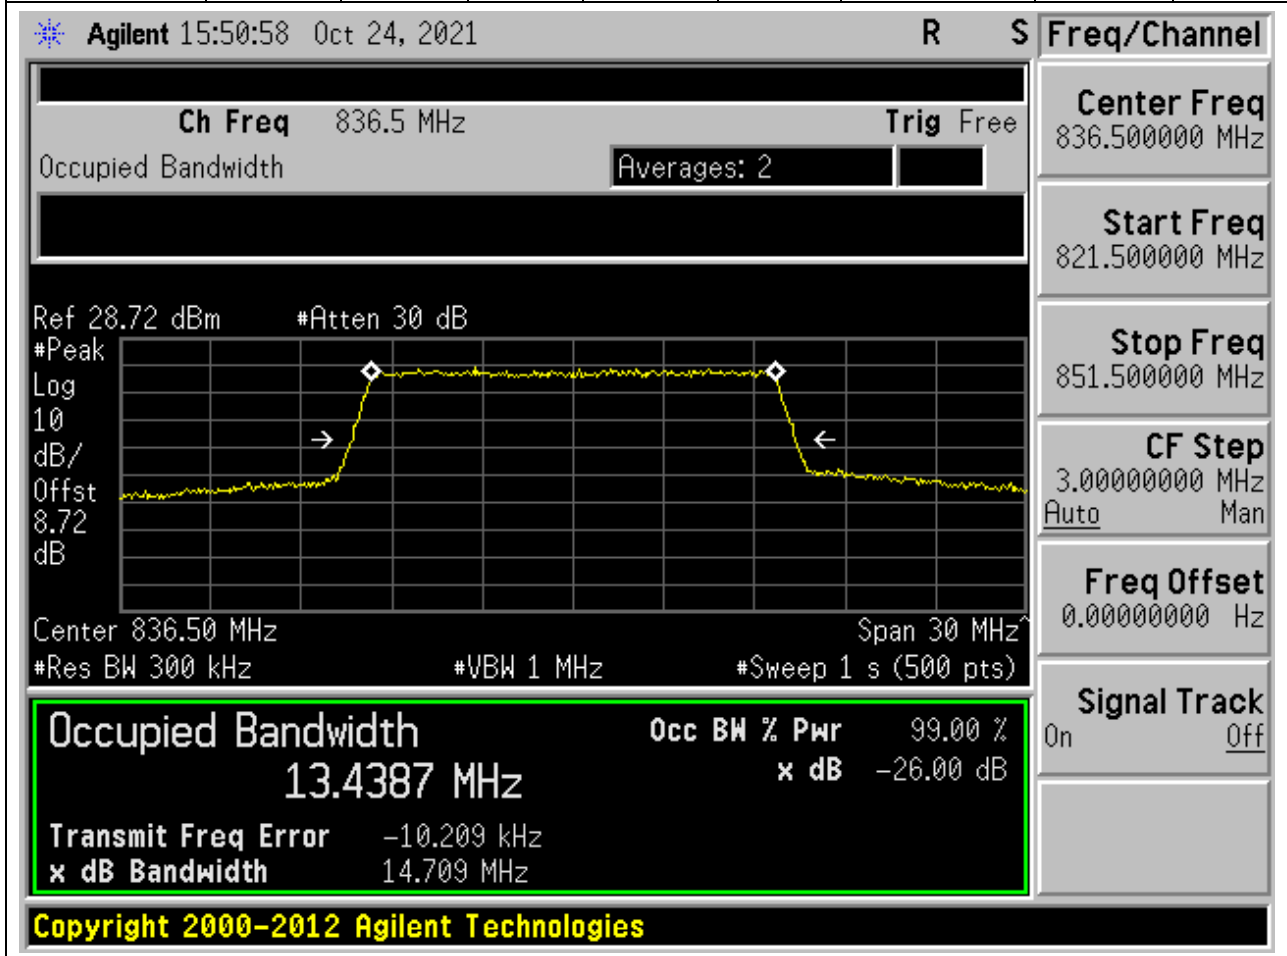 Agilent 15:50:58 Oct 24, 2021 R S
Freq/Channel
Ch Freq 836.5 MHz Trig Free
Occupied Bandwidth Averages: 2
Center Freq
836.500000 MHz
Start Freq
821.500000 MHz
Stop Freq
851.500000 MHz
CF Step
3.00000000 MHz
Auto Man
Freq Offset
0.00000000 Hz
Signal Track
On Off
Ref 28.72 dBm #Atten 30 dB
#Peak
Log
10
dB/
Offst
8.72
dB
Center 836.50 MHz Span 30 MHz^
#Res BW 300 kHz #VBW 1 MHz #Sweep 1 s (500 pts)
Occupied Bandwidth Occ BW % Pwr 99.00 %
13.4387 MHz x dB -26.00 dB
Transmit Freq Error -10.209 kHz
x dB Bandwidth 14.709 MHz
Copyright 2000-2012 Agilent Technologies